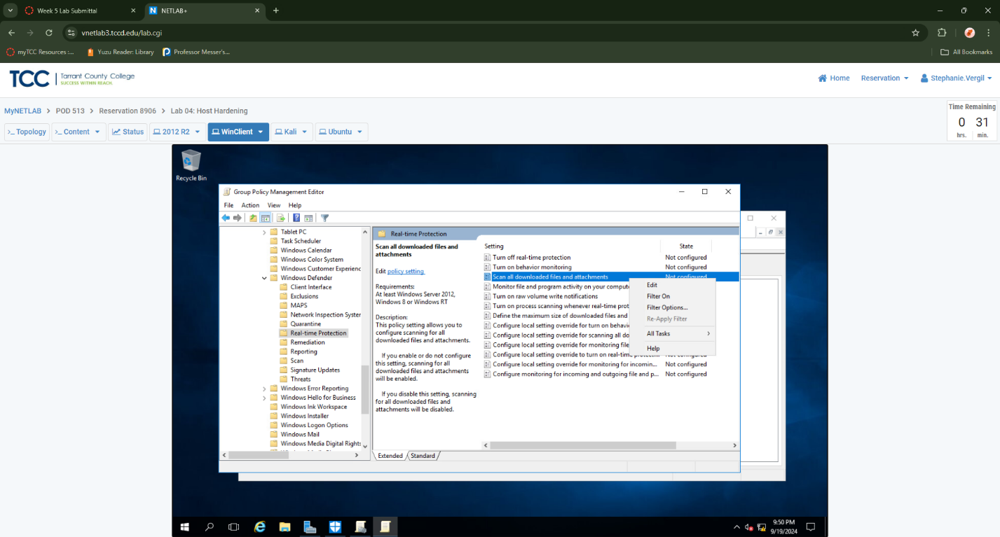 Week 5 Lab Submittal
NETLAB+
vnetlab3.tccd.edu/lab.cgi
myTCC Resources :...
Yuzu Reader: Library
Professor Messer's...
All Bookmarks
TCC
Tarrant County College
SUCCESS WITHIN REACH.
Home
Reservation
Stephanie.Vergil
MyNETLAB > POD 513 > Reservation 8906 > Lab 04: Host Hardening
>_ Topology
>_ Content
Status
2012 R2
WinClient
Kali
Ubuntu
Time Remaining
0 31
hrs. min.
Recycle Bin
Group Policy Management Editor
File Action View Help
Tablet PC
Task Scheduler
Windows Calendar
Windows Color System
Windows Customer Experienc
Windows Defender
Client Interface
Exclusions
MAPS
Network Inspection System
Quarantine
Real-time Protection
Remediation
Reporting
Scan
Signature Updates
Threats
Windows Error Reporting
Windows Hello for Business
Windows Ink Workspace
Windows Installer
Windows Logon Options
Windows Mail
Windows Media Digital Rights
Real-time Protection
Scan all downloaded files and
attachments
Edit policy setting
Requirements:
At least Windows Server 2012,
Windows 8 or Windows RT
Description:
This policy setting allows you to
configure scanning for all
downloaded files and attachments.
If you enable or do not configure
this setting, scanning for all
downloaded files and attachments
will be enabled.
If you disable this setting, scanning
for all downloaded files and
attachments will be disabled.
Setting State
Turn off real-time protection Not configured
Turn on behavior monitoring Not configured
Scan all downloaded files and attachments Not configured
Monitor file and program activity on your compute
Turn on raw volume write notifications
Turn on process scanning whenever real-time prot
Define the maximum size of downloaded files and
Configure local setting override for turn on behavi
Configure local setting override for scanning all do
Configure local setting override for monitoring file
Configure local setting override to turn on real-time protect... Not configured
Configure local setting override for monitoring for incomin... Not configured
Configure monitoring for incoming and outgoing file and p... Not configured
Edit
Filter On
Filter Options...
Re-Apply Filter
All Tasks
Help
Extended
Standard
9:50 PM
9/19/2024